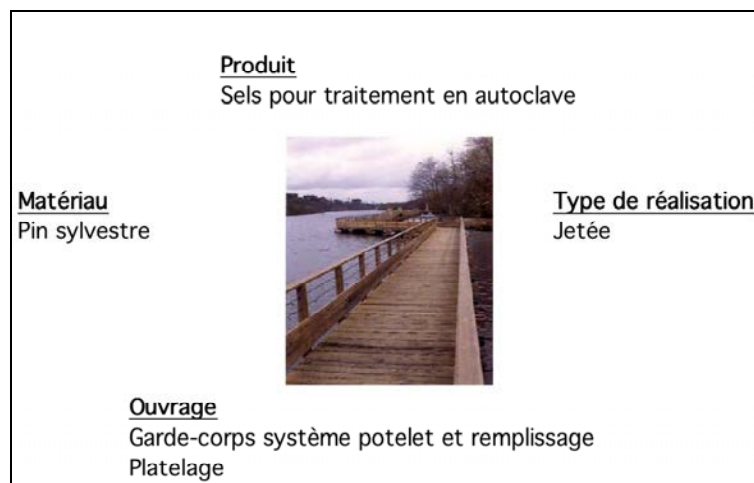 Produit
Sels pour traitement en autoclave
Matériau
Pin sylvestre
Type de réalisation
Jetée
Ouvrage
Garde-corps système potelet et remplissage
Platelage